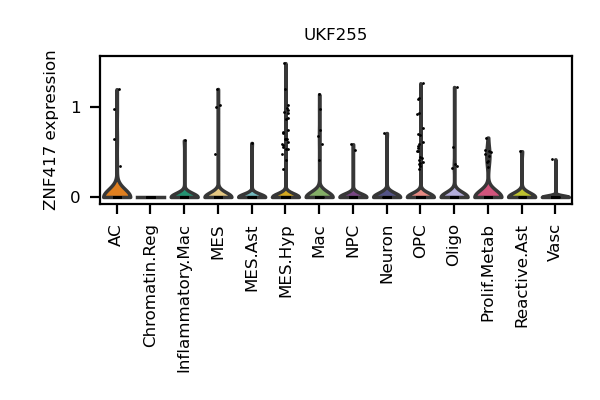 UKF255
ZNF417 expression
1
0
AC
Chromatin.Reg
Inflammatory.Mac
MES
MES.Ast
MES.Hyp
Mac
NPC
Neuron
OPC
Oligo
Prolif.Metab
Reactive.Ast
Vasc